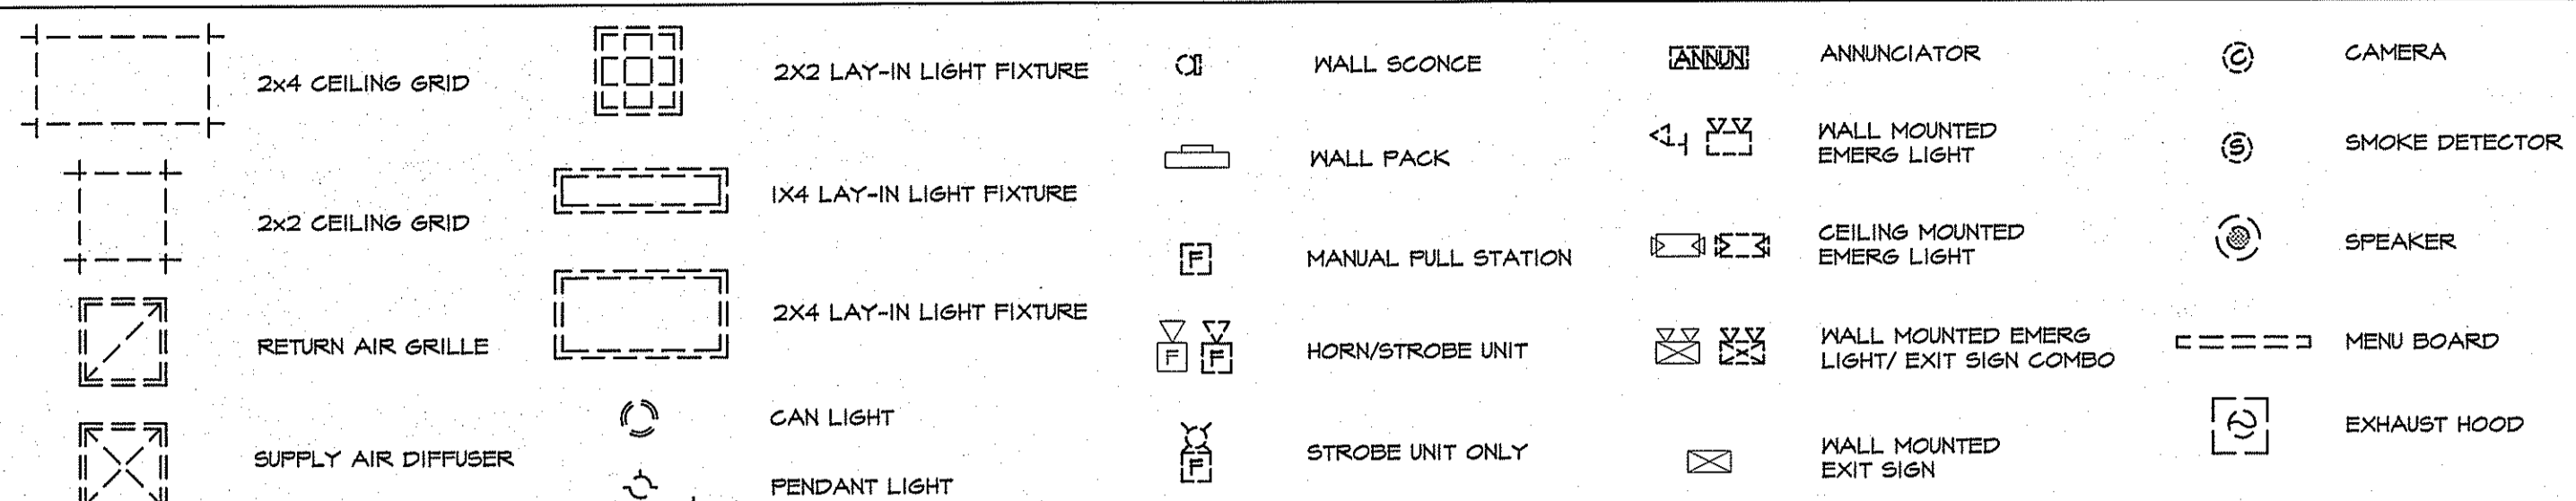 2x4 CEILING GRID
2x2 CEILING GRID
RETURN AIR GRILLE
SUPPLY AIR DIFFUSER
2X2 LAY-IN LIGHT FIXTURE
1X4 LAY-IN LIGHT FIXTURE
2X4 LAY-IN LIGHT FIXTURE
CAN LIGHT
PENDANT LIGHT
WALL SCONCE
WALL PACK
F
MANUAL PULL STATION
F F
HORN/STROBE UNIT
F
STROBE UNIT ONLY
ANNUN
ANNUNCIATOR
WALL MOUNTED
EMERG LIGHT
CEILING MOUNTED
EMERG LIGHT
WALL MOUNTED EMERG
LIGHT/ EXIT SIGN COMBO
WALL MOUNTED
EXIT SIGN
C
CAMERA
S
SMOKE DETECTOR
SPEAKER
MENU BOARD
EXHAUST HOOD